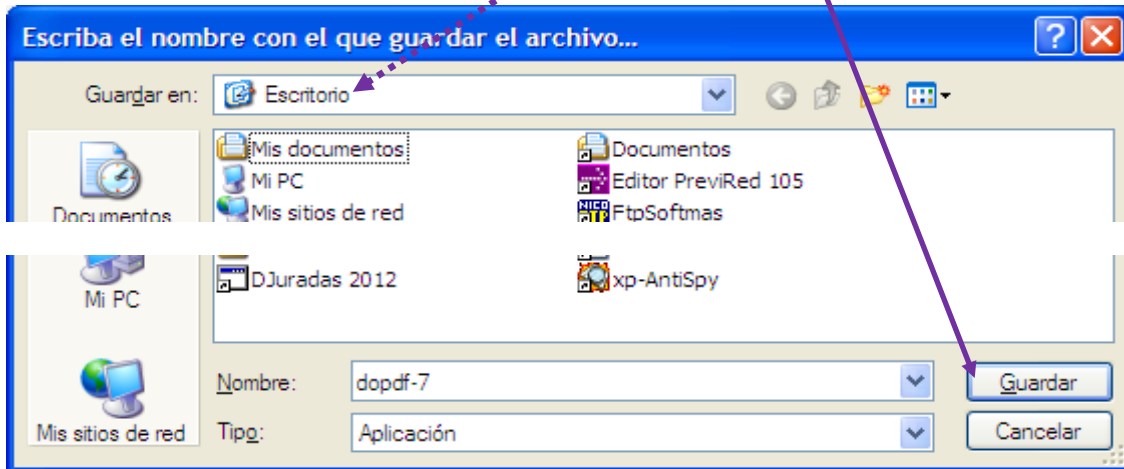 Escriba el nombre con el que guardar el archivo...
Guardar en: Escritorio
Mis documentos Documentos
Mi PC Editor PreviRed 105
Documentos Mis sitios de red FtpSoftmas
DJuradas 2012 xp-AntiSpy
Mi PC
Nombre: dopdf-7 Guardar
Mis sitios de red Tipo: Aplicación Cancelar